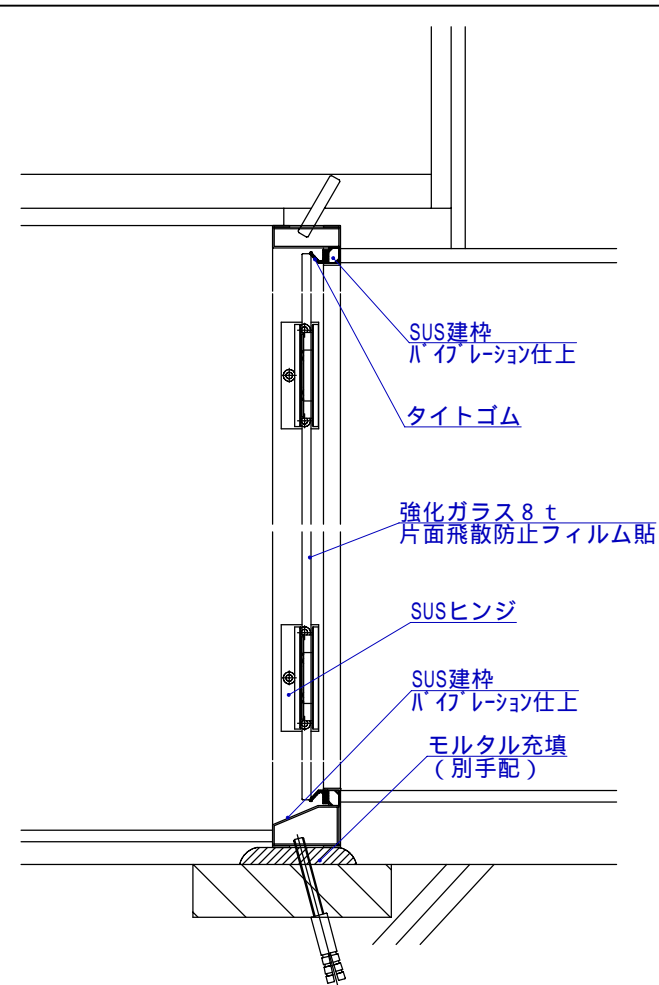 SUS建枠
ﾊﾞｲﾌﾞﾚｰｼｮﾝ仕上
タイトゴム
強化ガラス８ｔ
片面飛散防止フィルム貼
SUSヒンジ
SUS建枠
ﾊﾞｲﾌﾞﾚｰｼｮﾝ仕上
モルタル充填
（別手配）